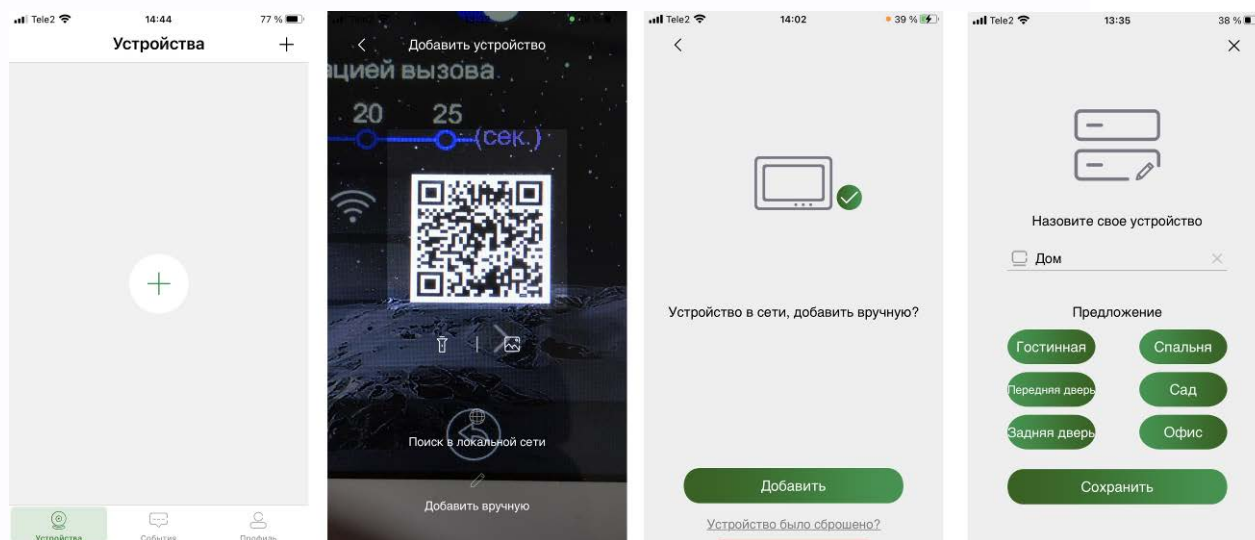 Tele2
14:44
77 %
Устройства
Устройства
События
Профиль
Добавить устройство
ацией вызова
20
25
(сек.)
Поиск в локальной сети
Добавить вручную
Tele2
14:02
39 %
Устройство в сети, добавить вручную?
Добавить
Устройство было сброшено?
Tele2
13:35
38 %
Назовите свое устройство
Дом
Предложение
Гостинная
Спальня
Передняя дверь
Сад
Задняя дверь
Офис
Сохранить